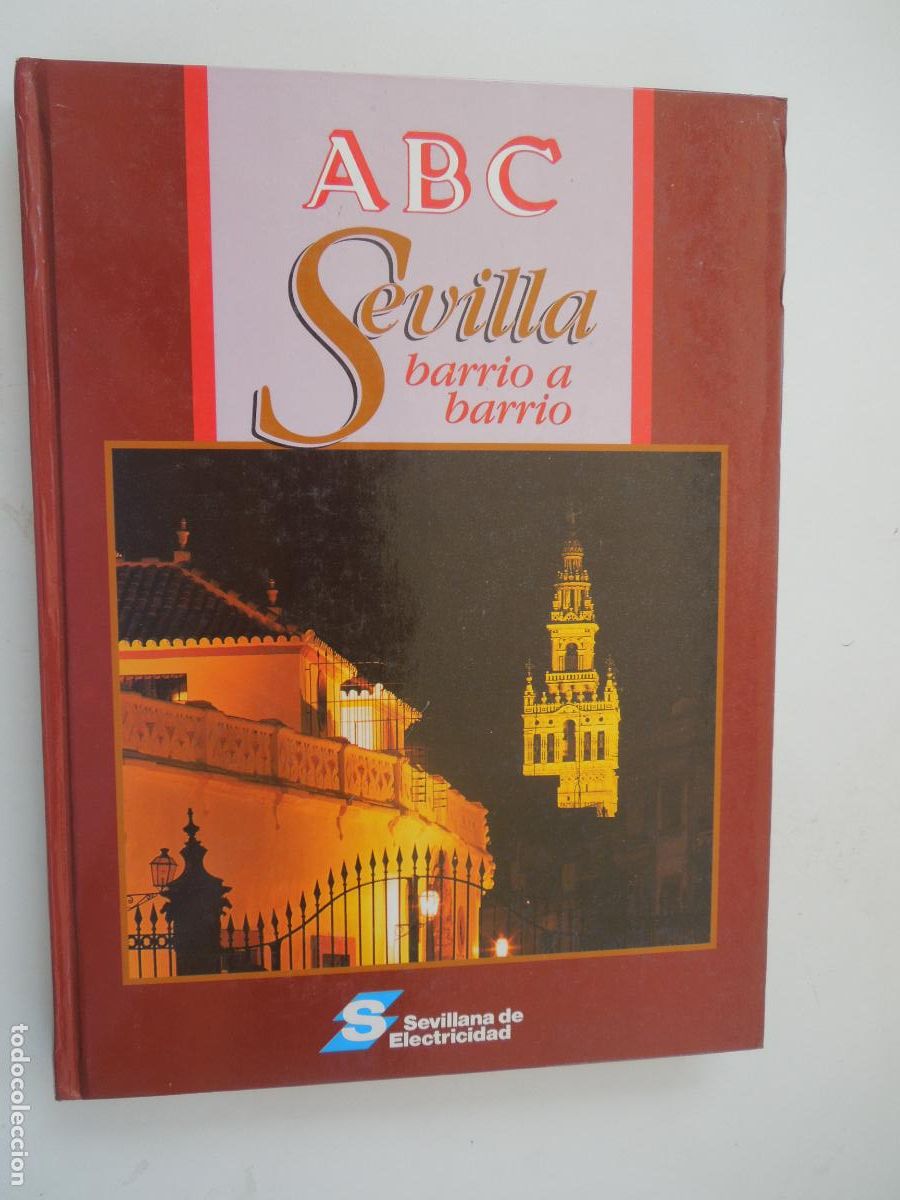 ABC
Sevilla
barrio a
barrio
Sevillana de
Electricidad
todocoleccion